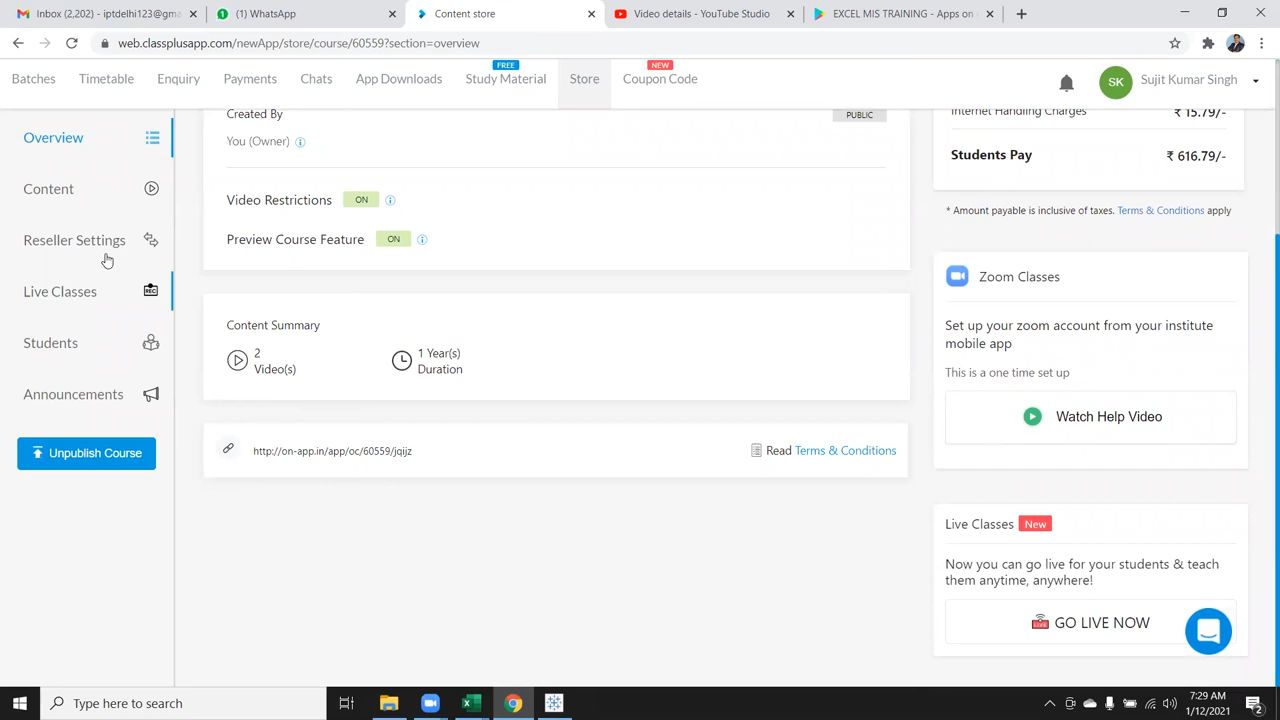 Inbox (2,202) - iptdelhi123@gma
(1) WhatsApp
Content store
Video details - YouTube Studio
EXCEL MIS TRAINING - Apps on
web.classplusapp.com/newApp/store/course/60559?section=overview
FREE
NEW
Batches
Timetable
Enquiry
Payments
Chats
App Downloads
Study Material
Store
Coupon Code
SK
Sujit Kumar Singh
Overview
Content
Reseller Settings
Live Classes
REC
Students
Announcements
Unpublish Course
Created By
PUBLIC
You (Owner)
Video Restrictions ON
Preview Course Feature ON
Content Summary
2
Video(s)
1 Year(s)
Duration
http://on-app.in/app/oc/60559/jqijz
Read Terms & Conditions
Internet Handling Charges ₹ 15.79/-
Students Pay ₹ 616.79/-
* Amount payable is inclusive of taxes. Terms & Conditions apply
Zoom Classes
Set up your zoom account from your institute
mobile app
This is a one time set up
Watch Help Video
Live Classes New
Now you can go live for your students & teach
them anytime, anywhere!
GO LIVE NOW
Type here to search
7:29 AM
1/12/2021
2